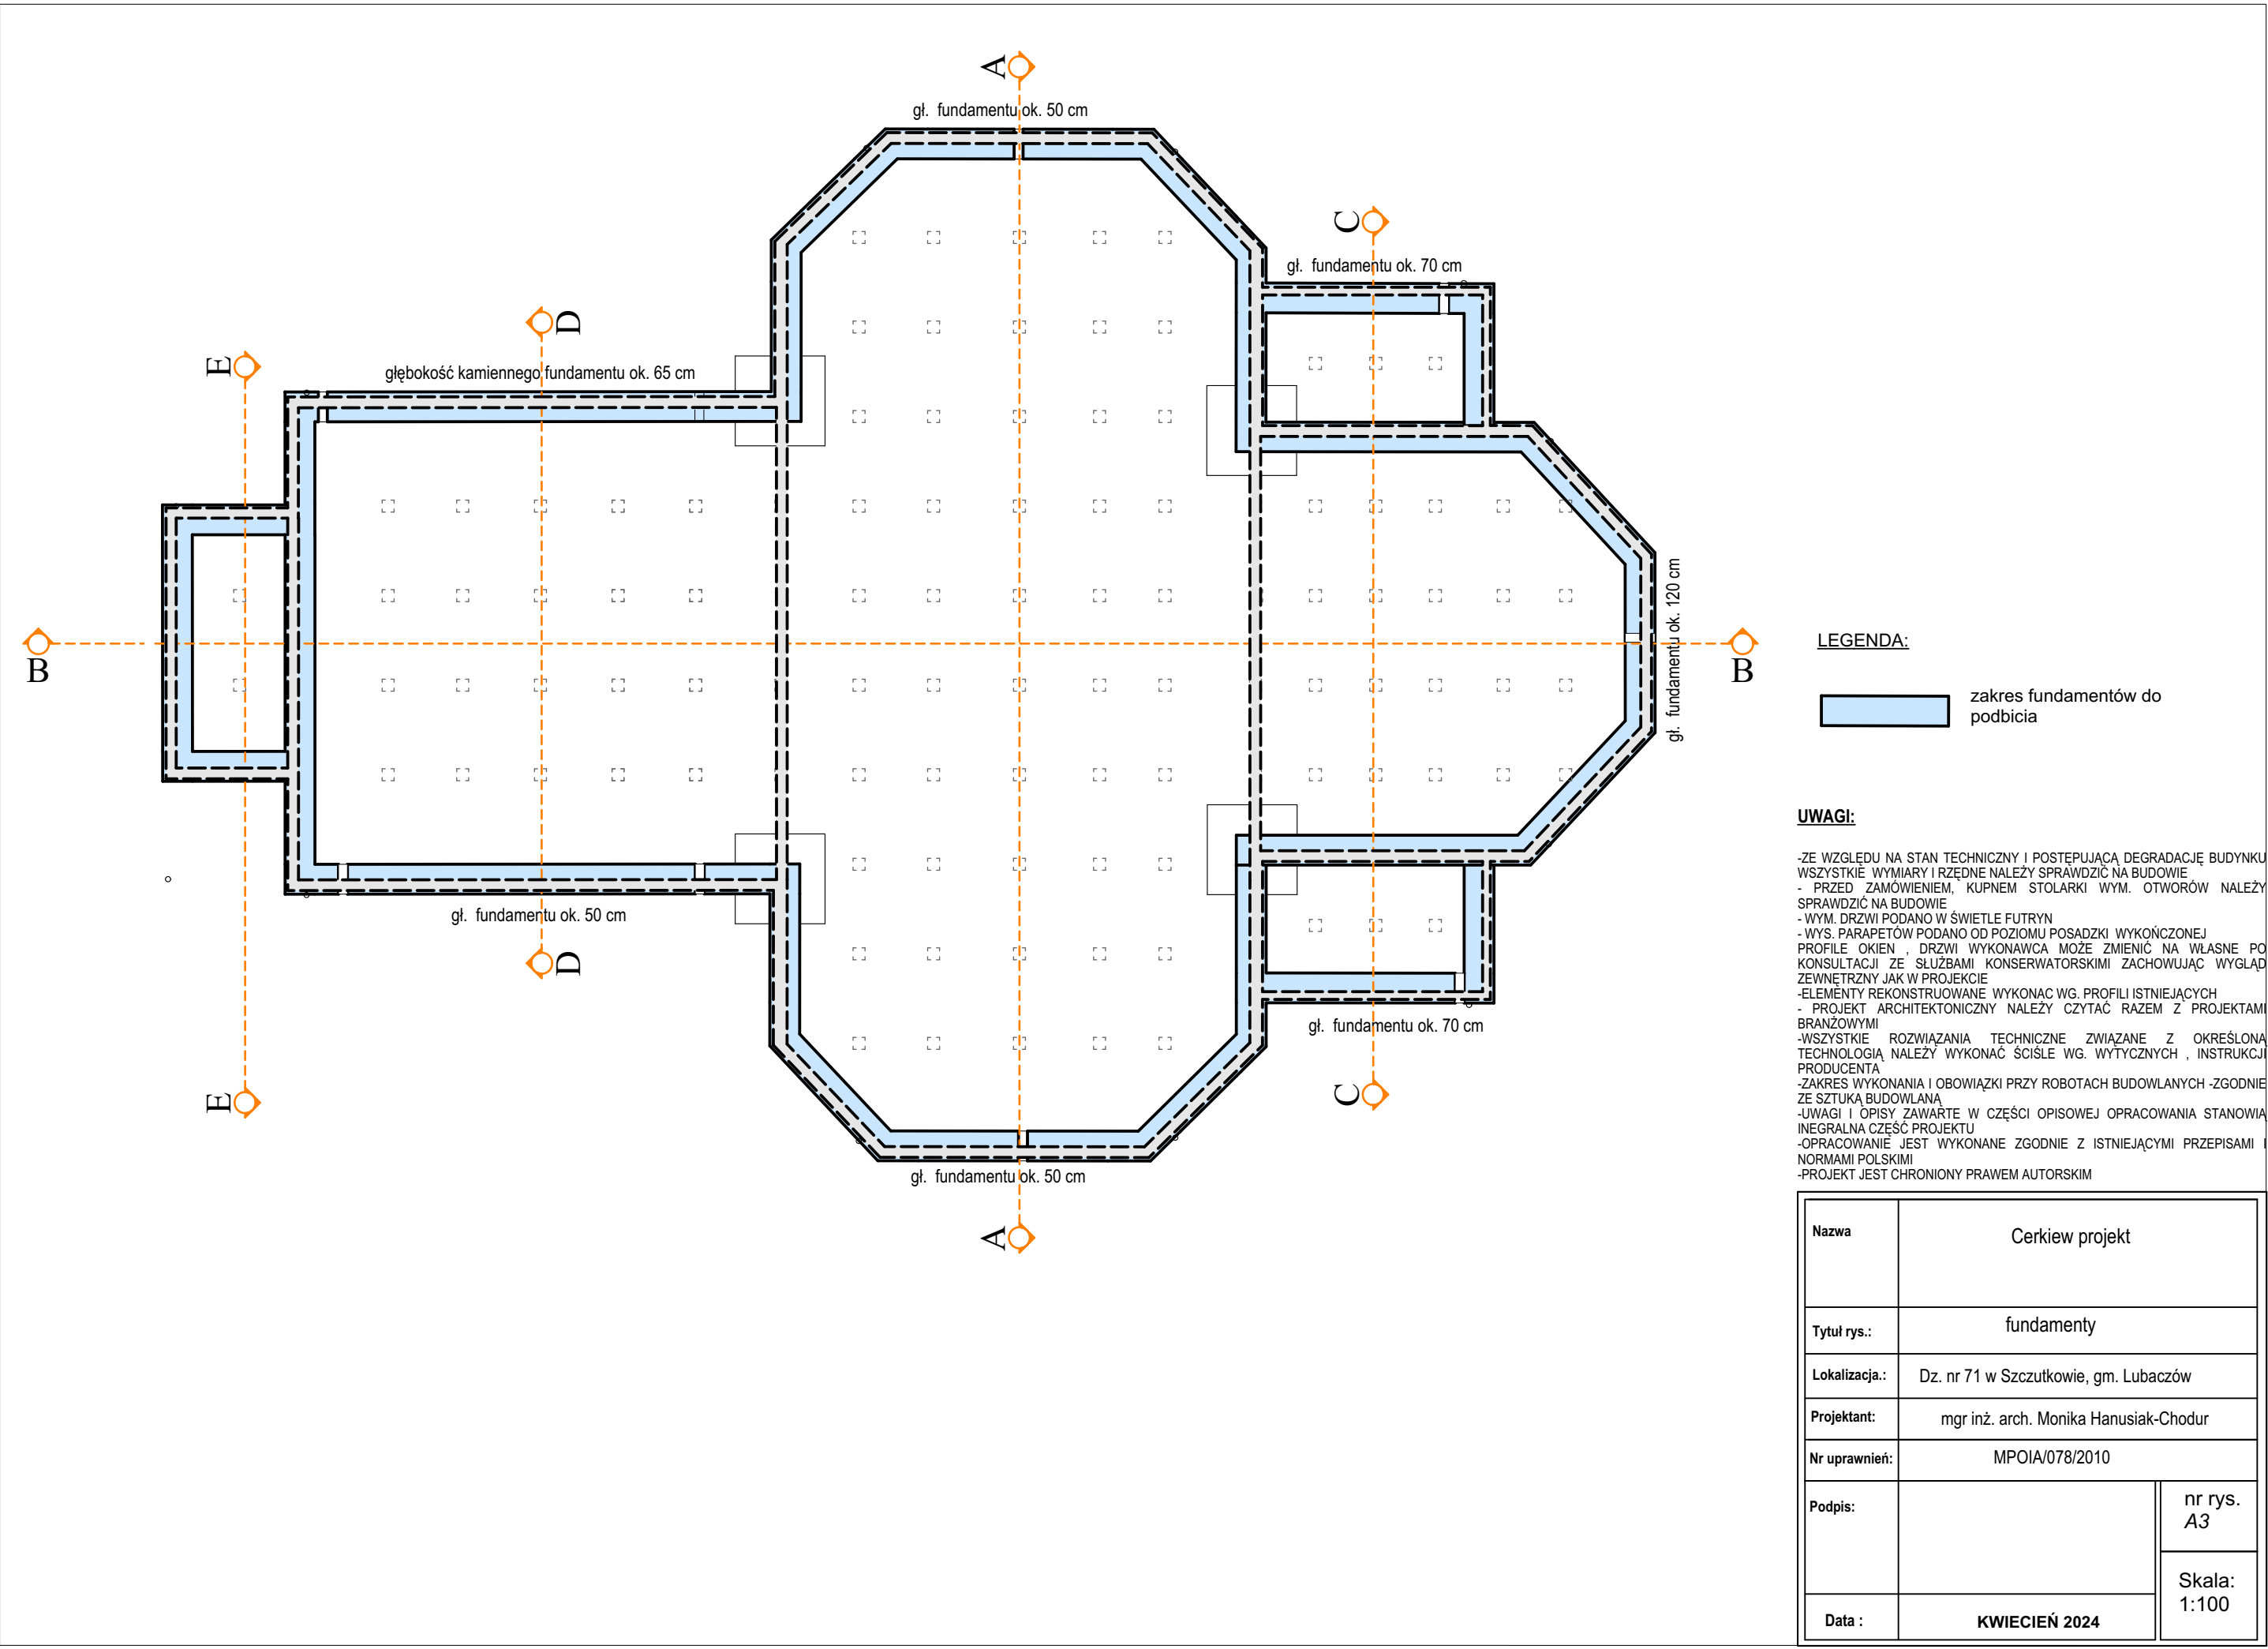 A
gł. fundamentu ok. 50 cm
C
gł. fundamentu ok. 70 cm
D
E
głębokość kamiennego fundamentu ok. 65 cm
gł. fundamentu ok. 120 cm
B
B
gł. fundamentu ok. 50 cm
D
gł. fundamentu ok. 70 cm
E
C
gł. fundamentu ok. 50 cm
A
LEGENDA:
zakres fundamentów do
podbicia
UWAGI:
-ZE WZGLĘDU NA STAN TECHNICZNY I POSTĘPUJĄCĄ DEGRADACJĘ BUDYNKU
WSZYSTKIE WYMIARY I RZĘDNE NALEŻY SPRAWDZIĆ NA BUDOWIE
- PRZED ZAMÓWIENIEM, KUPNEM STOLARKI WYM. OTWORÓW NALEŻY
SPRAWDZIĆ NA BUDOWIE
- WYM. DRZWI PODANO W ŚWIETLE FUTRYN
- WYS. PARAPETÓW PODANO OD POZIOMU POSADZKI WYKOŃCZONEJ
PROFILE OKIEN , DRZWI WYKONAWCA MOŻE ZMIENIĆ NA WŁASNE PO
KONSULTACJI ZE SŁUŻBAMI KONSERWATORSKIMI ZACHOWUJĄC WYGLĄD
ZEWNĘTRZNY JAK W PROJEKCIE
-ELEMENTY REKONSTRUOWANE WYKONAC WG. PROFILI ISTNIEJĄCYCH
- PROJEKT ARCHITEKTONICZNY NALEŻY CZYTAĆ RAZEM Z PROJEKTAMI
BRANŻOWYMI
-WSZYSTKIE ROZWIĄZANIA TECHNICZNE ZWIĄZANE Z OKREŚLONĄ
TECHNOLOGIĄ NALEŻY WYKONAĆ ŚCIŚLE WG. WYTYCZNYCH , INSTRUKCJI
PRODUCENTA
-ZAKRES WYKONANIA I OBOWIĄZKI PRZY ROBOTACH BUDOWLANYCH -ZGODNIE
ZE SZTUKĄ BUDOWLANĄ
-UWAGI I OPISY ZAWARTE W CZĘŚCI OPISOWEJ OPRACOWANIA STANOWIĄ
INEGRALNA CZĘŚĆ PROJEKTU
-OPRACOWANIE JEST WYKONANE ZGODNIE Z ISTNIEJĄCYMI PRZEPISAMI I
NORMAMI POLSKIMI
-PROJEKT JEST CHRONIONY PRAWEM AUTORSKIM
Nazwa
Cerkiew projekt
Tytuł rys.:
fundamenty
Lokalizacja.:
Dz. nr 71 w Szczutkowie, gm. Lubaczów
Projektant:
mgr inż. arch. Monika Hanusiak-Chodur
Nr uprawnień:
MPOIA/078/2010
Podpis:
nr rys.
A3
Skala:
1:100
Data :
KWIECIEŃ 2024